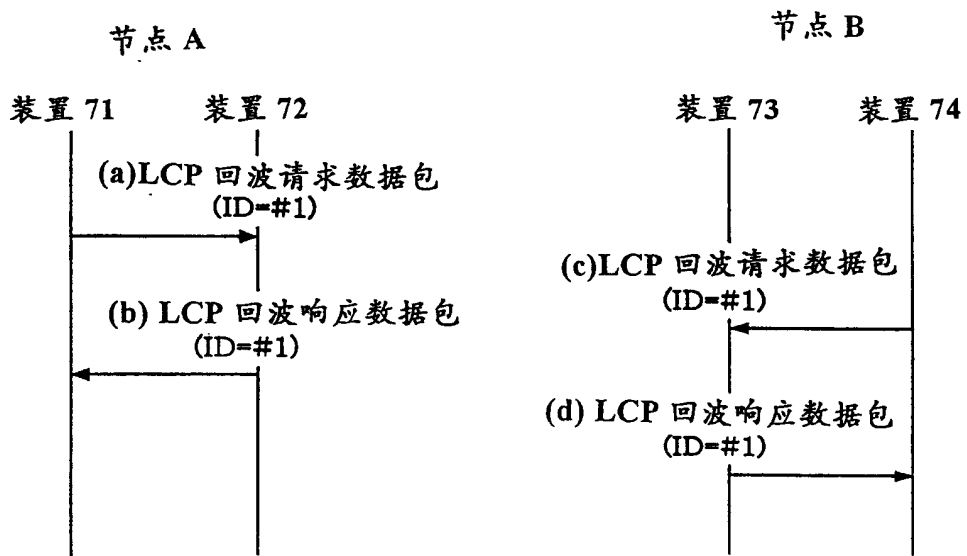 节点 A
节点 B
装置 71
装置 72
装置 73
装置 74
(a)LCP 回波请求数据包
(ID=#1)
(b) LCP 回波响应数据包
(ID=#1)
(c)LCP 回波请求数据包
(ID=#1)
(d) LCP 回波响应数据包
(ID=#1)